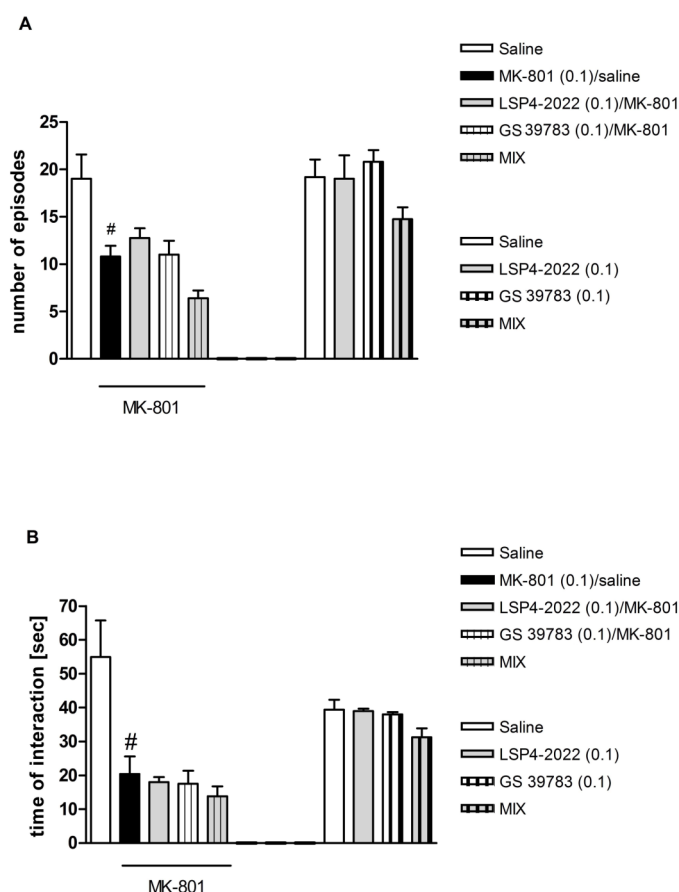 A
Saline
MK-801 (0.1)/saline
LSP4-2022 (0.1)/MK-801
GS 39783 (0.1)/MK-801
MIX
Saline
LSP4-2022 (0.1)
GS 39783 (0.1)
MIX
number of episodes
25
20
15
10
5
0
#
MK-801
B
Saline
MK-801 (0.1)/saline
LSP4-2022 (0.1)/MK-801
GS 39783 (0.1)/MK-801
MIX
Saline
LSP4-2022 (0.1)
GS 39783 (0.1)
MIX
time of interaction [sec]
70
60
50
40
30
20
10
0
#
MK-801